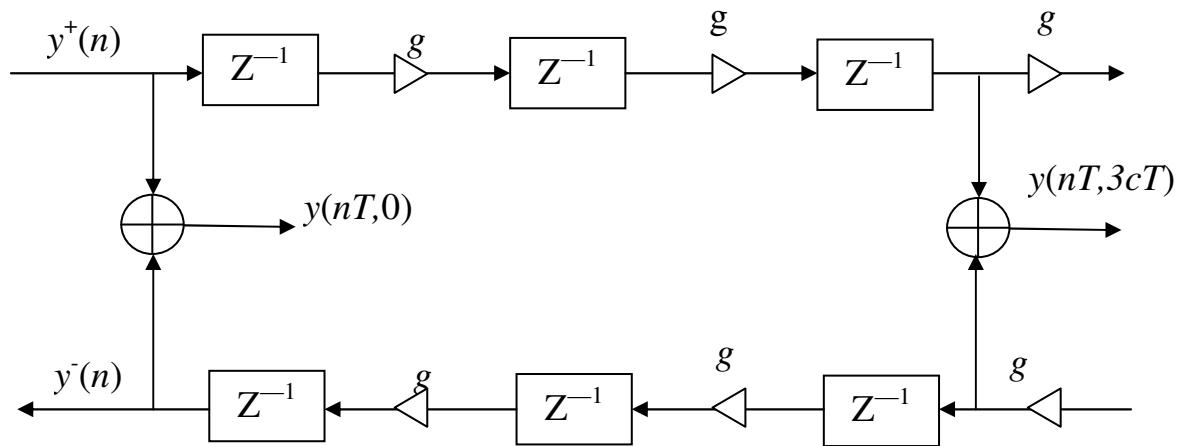 y⁺(n) Z⁻¹ g Z⁻¹ g Z⁻¹ g
y(nT,0) y(nT,3cT)
y⁻(n) Z⁻¹ g Z⁻¹ g Z⁻¹ g